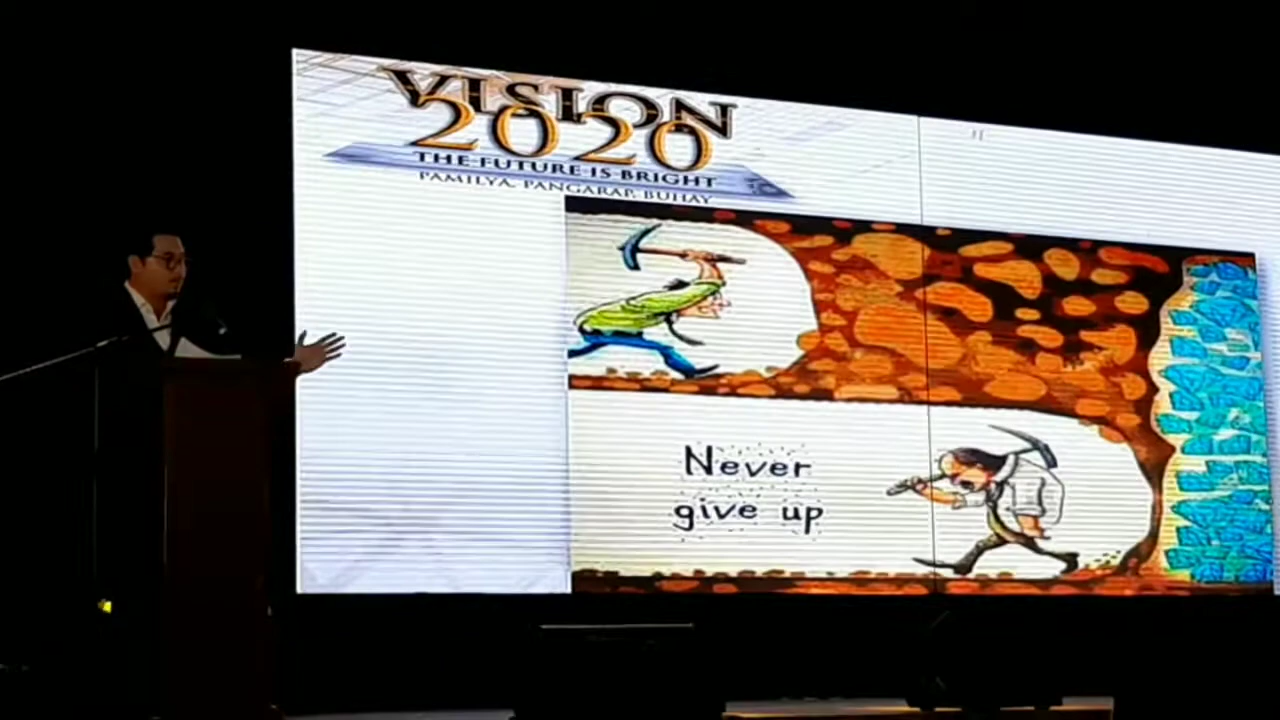 VISION
2020
THE FUTURE IS BRIGHT
PAMILYA, PANGARAP, BUHAY
Never
give up